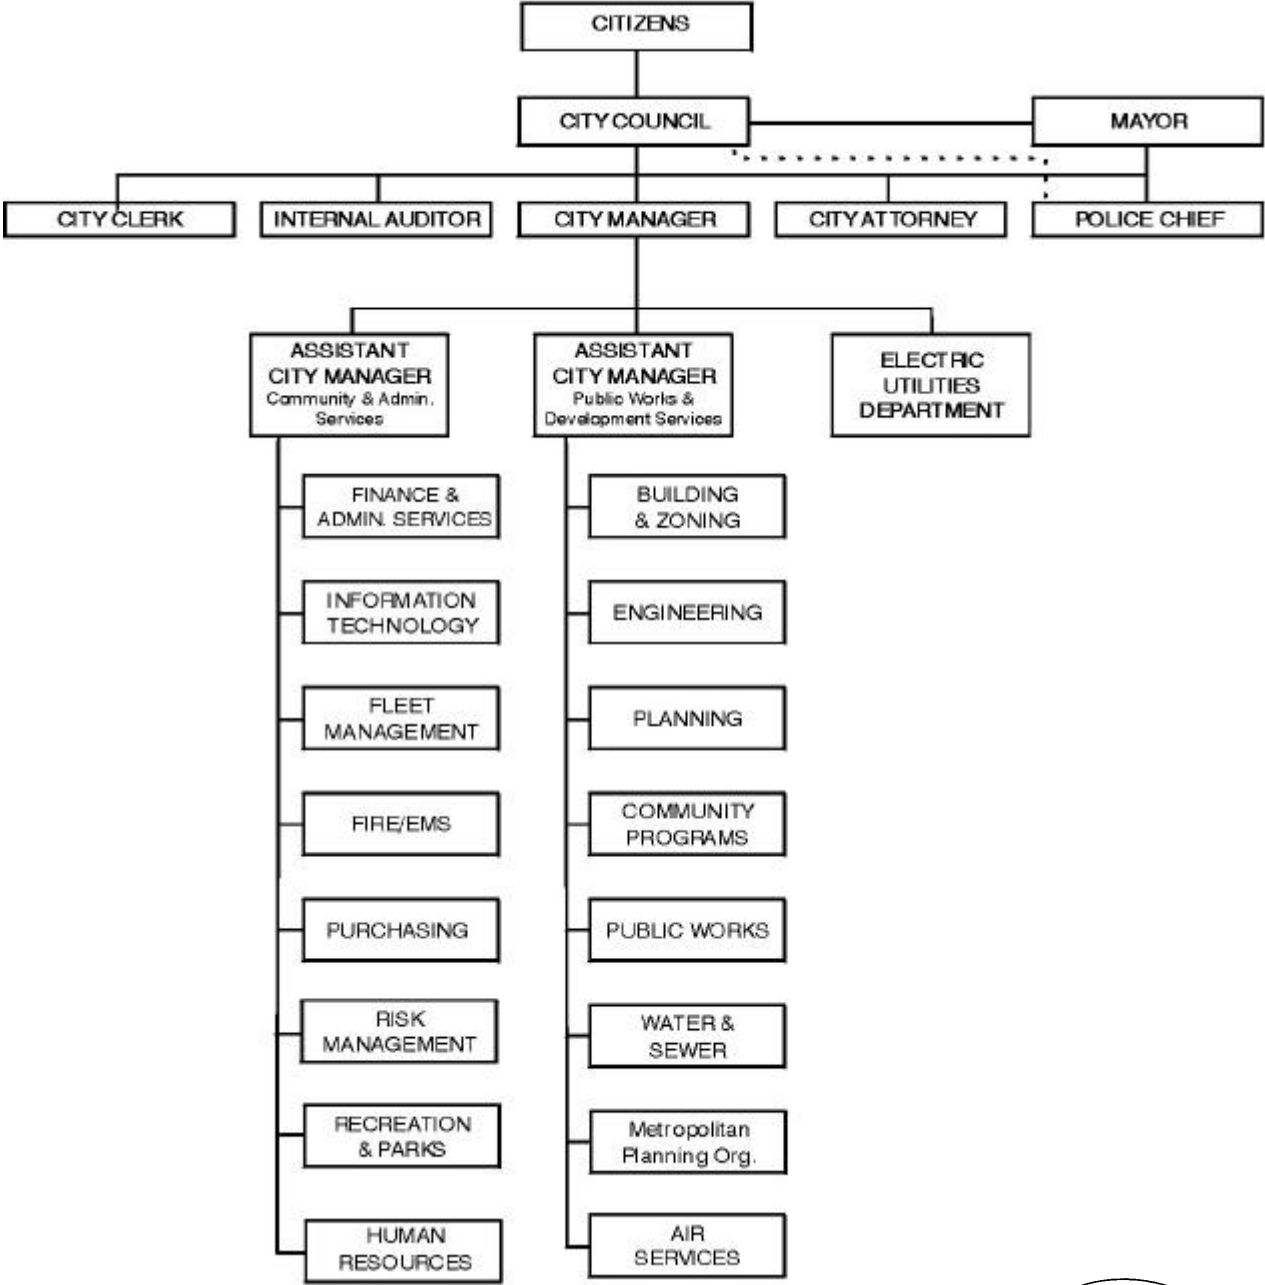 CITIZENS
CITY COUNCIL
MAYOR
CITY CLERK
INTERNAL AUDITOR
CITY MANAGER
CITY ATTORNEY
POLICE CHIEF
ASSISTANT
CITY MANAGER
Community & Admin.
Services
ASSISTANT
CITY MANAGER
Public Works &
Development Services
ELECTRIC
UTILITIES
DEPARTMENT
FINANCE &
ADMIN. SERVICES
INFORMATION
TECHNOLOGY
FLEET
MANAGEMENT
FIRE/EMS
PURCHASING
RISK
MANAGEMENT
RECREATION
& PARKS
HUMAN
RESOURCES
BUILDING
& ZONING
ENGINEERING
PLANNING
COMMUNITY
PROGRAMS
PUBLIC WORKS
WATER &
SEWER
Metropolitan
Planning Org.
AIR
SERVICES